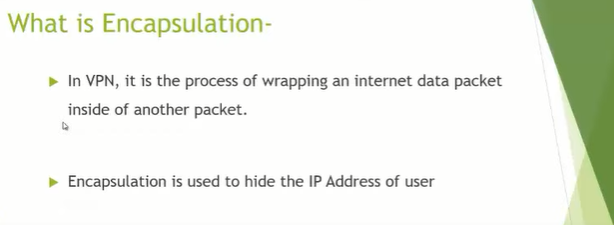 What is Encapsulation-
In VPN, it is the process of wrapping an internet data packet
inside of another packet.
Encapsulation is used to hide the IP Address of user